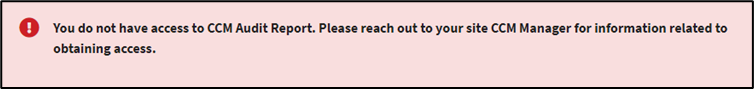 You do not have access to CCM Audit Report. Please reach out to your site CCM Manager for information related to
obtaining access.